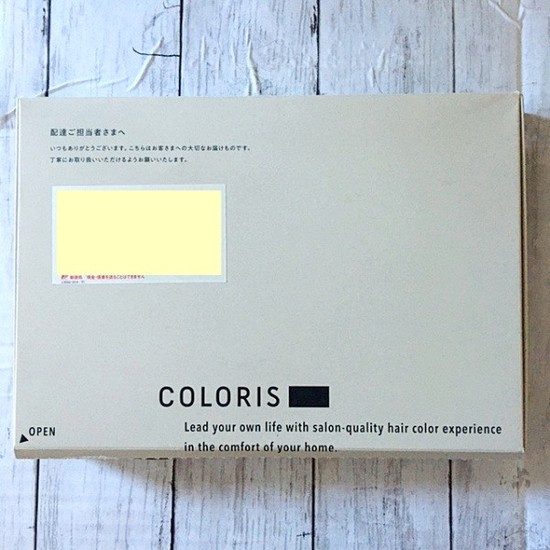 配達ご担当者さまへ
いつもありがとうございます。こちらはお客さまへの大切なお届けものです。
丁寧にお取り扱いいただけるようお願いいたします。
COLORIS
OPEN
Lead your own life with salon-quality hair color experience
in the comfort of your home.